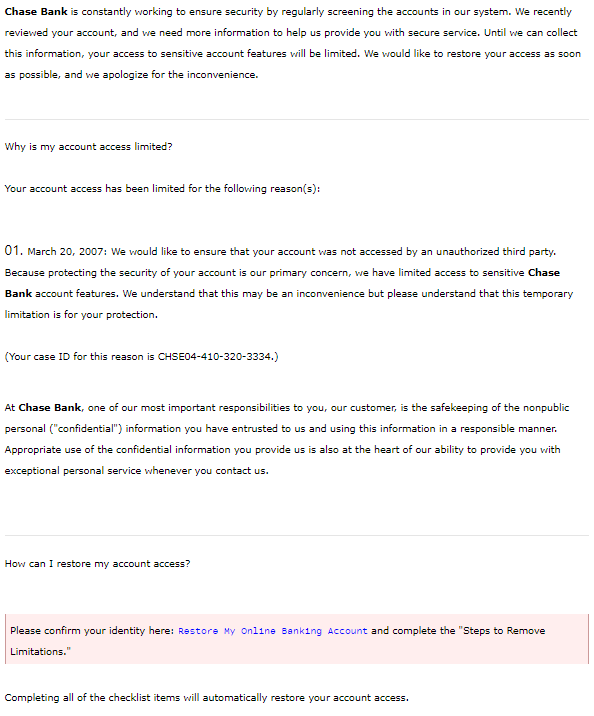 Chase Bank is constantly working to ensure security by regularly screening the accounts in our system. We recently
reviewed your account, and we need more information to help us provide you with secure service. Until we can collect
this information, your access to sensitive account features will be limited. We would like to restore your access as soon
as possible, and we apologize for the inconvenience.
Why is my account access limited?
Your account access has been limited for the following reason(s):
01. March 20, 2007: We would like to ensure that your account was not accessed by an unauthorized third party.
Because protecting the security of your account is our primary concern, we have limited access to sensitive Chase
Bank account features. We understand that this may be an inconvenience but please understand that this temporary
limitation is for your protection.
(Your case ID for this reason is CHSE04-410-320-3334.)
At Chase Bank, one of our most important responsibilities to you, our customer, is the safekeeping of the nonpublic
personal ("confidential") information you have entrusted to us and using this information in a responsible manner.
Appropriate use of the confidential information you provide us is also at the heart of our ability to provide you with
exceptional personal service whenever you contact us.
How can I restore my account access?
Please confirm your identity here: Restore My Online Banking Account and complete the "Steps to Remove
Limitations."
Completing all of the checklist items will automatically restore your account access.